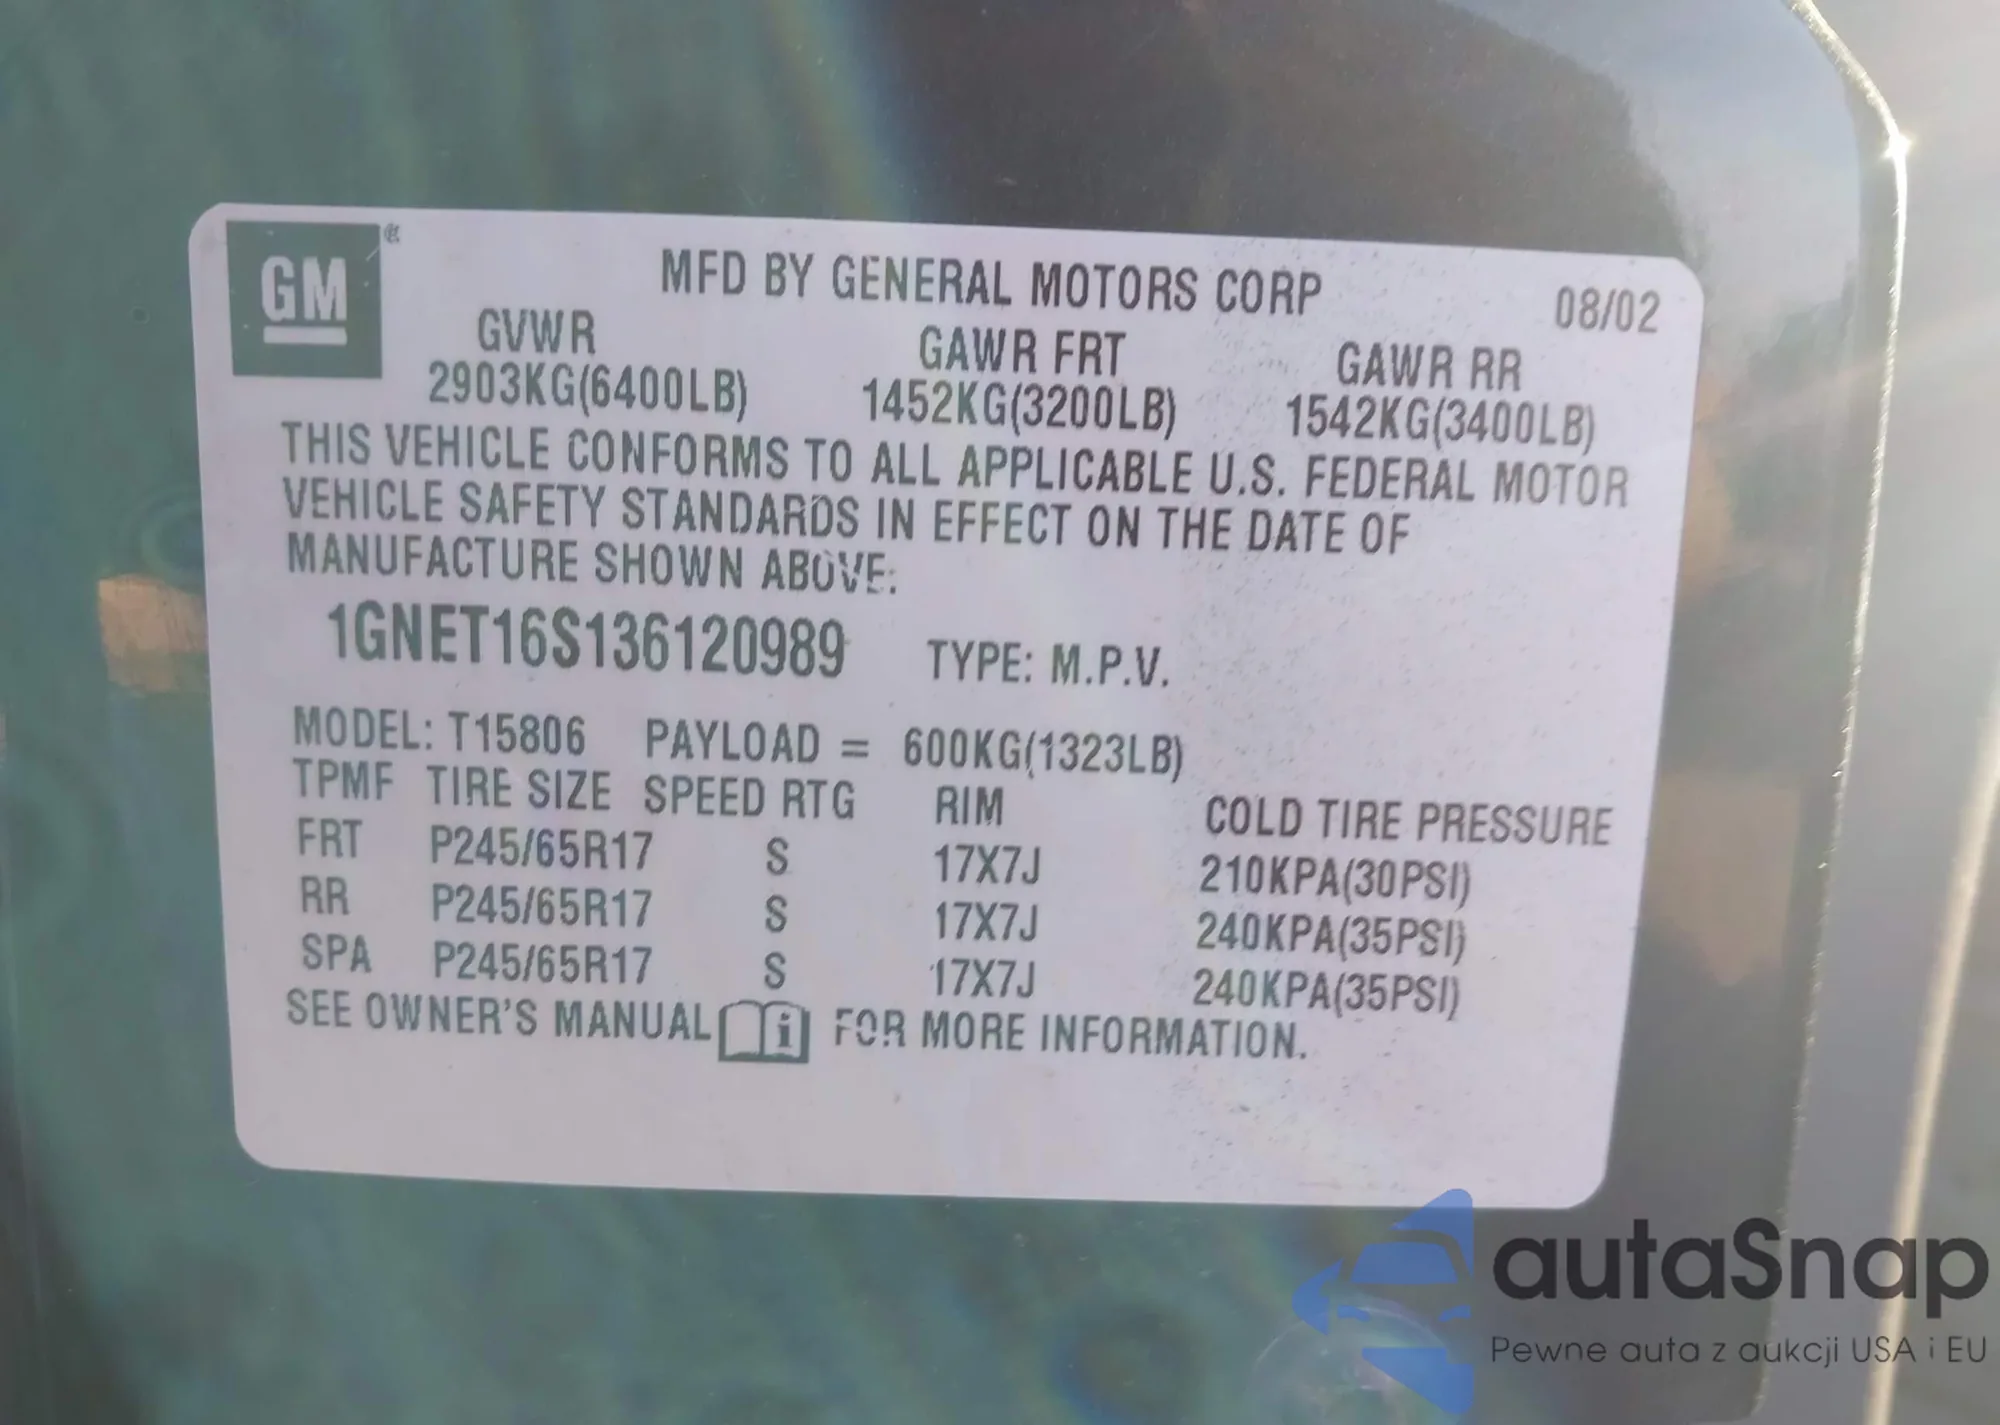 GM
MFD BY GENERAL MOTORS CORP 08/02
GVWR GAWR FRT GAWR RR
2903KG(6400LB) 1452KG(3200LB) 1542KG(3400LB)
THIS VEHICLE CONFORMS TO ALL APPLICABLE U.S. FEDERAL MOTOR
VEHICLE SAFETY STANDARDS IN EFFECT ON THE DATE OF
MANUFACTURE SHOWN ABOVE:
1GNET16S136120989 TYPE: M.P.V.
MODEL: T15806 PAYLOAD = 600KG(1323LB)
TPMF TIRE SIZE SPEED RTG RIM COLD TIRE PRESSURE
FRT P245/65R17 S 17X7J 210KPA(30PSI)
RR P245/65R17 S 17X7J 240KPA(35PSI)
SPA P245/65R17 S 17X7J 240KPA(35PSI)
SEE OWNER'S MANUAL i FOR MORE INFORMATION.
autaSnap
Pewne auta z aukcji USA i EU